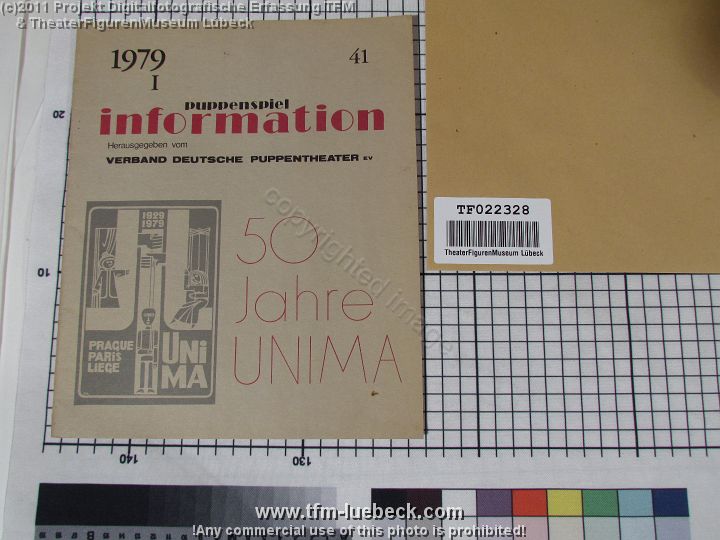 (c)2011 Projekt Digitalfotografische Erfassung TFM
& TheaterFigurenMuseum Lübeck
1979
I
41
puppenspiel
information
Herausgegeben vom
VERBAND DEUTSCHE PUPPENTHEATER EV
1929
1979
PRAGUE
PARIS
LIEGE
UNI
MA
50
Jahre
UNIMA
TF022328
TheaterFigurenMuseum Lübeck
copyrighted image
20
10
140
130
www.tfm-luebeck.com
!Any commercial use of this photo is prohibited!